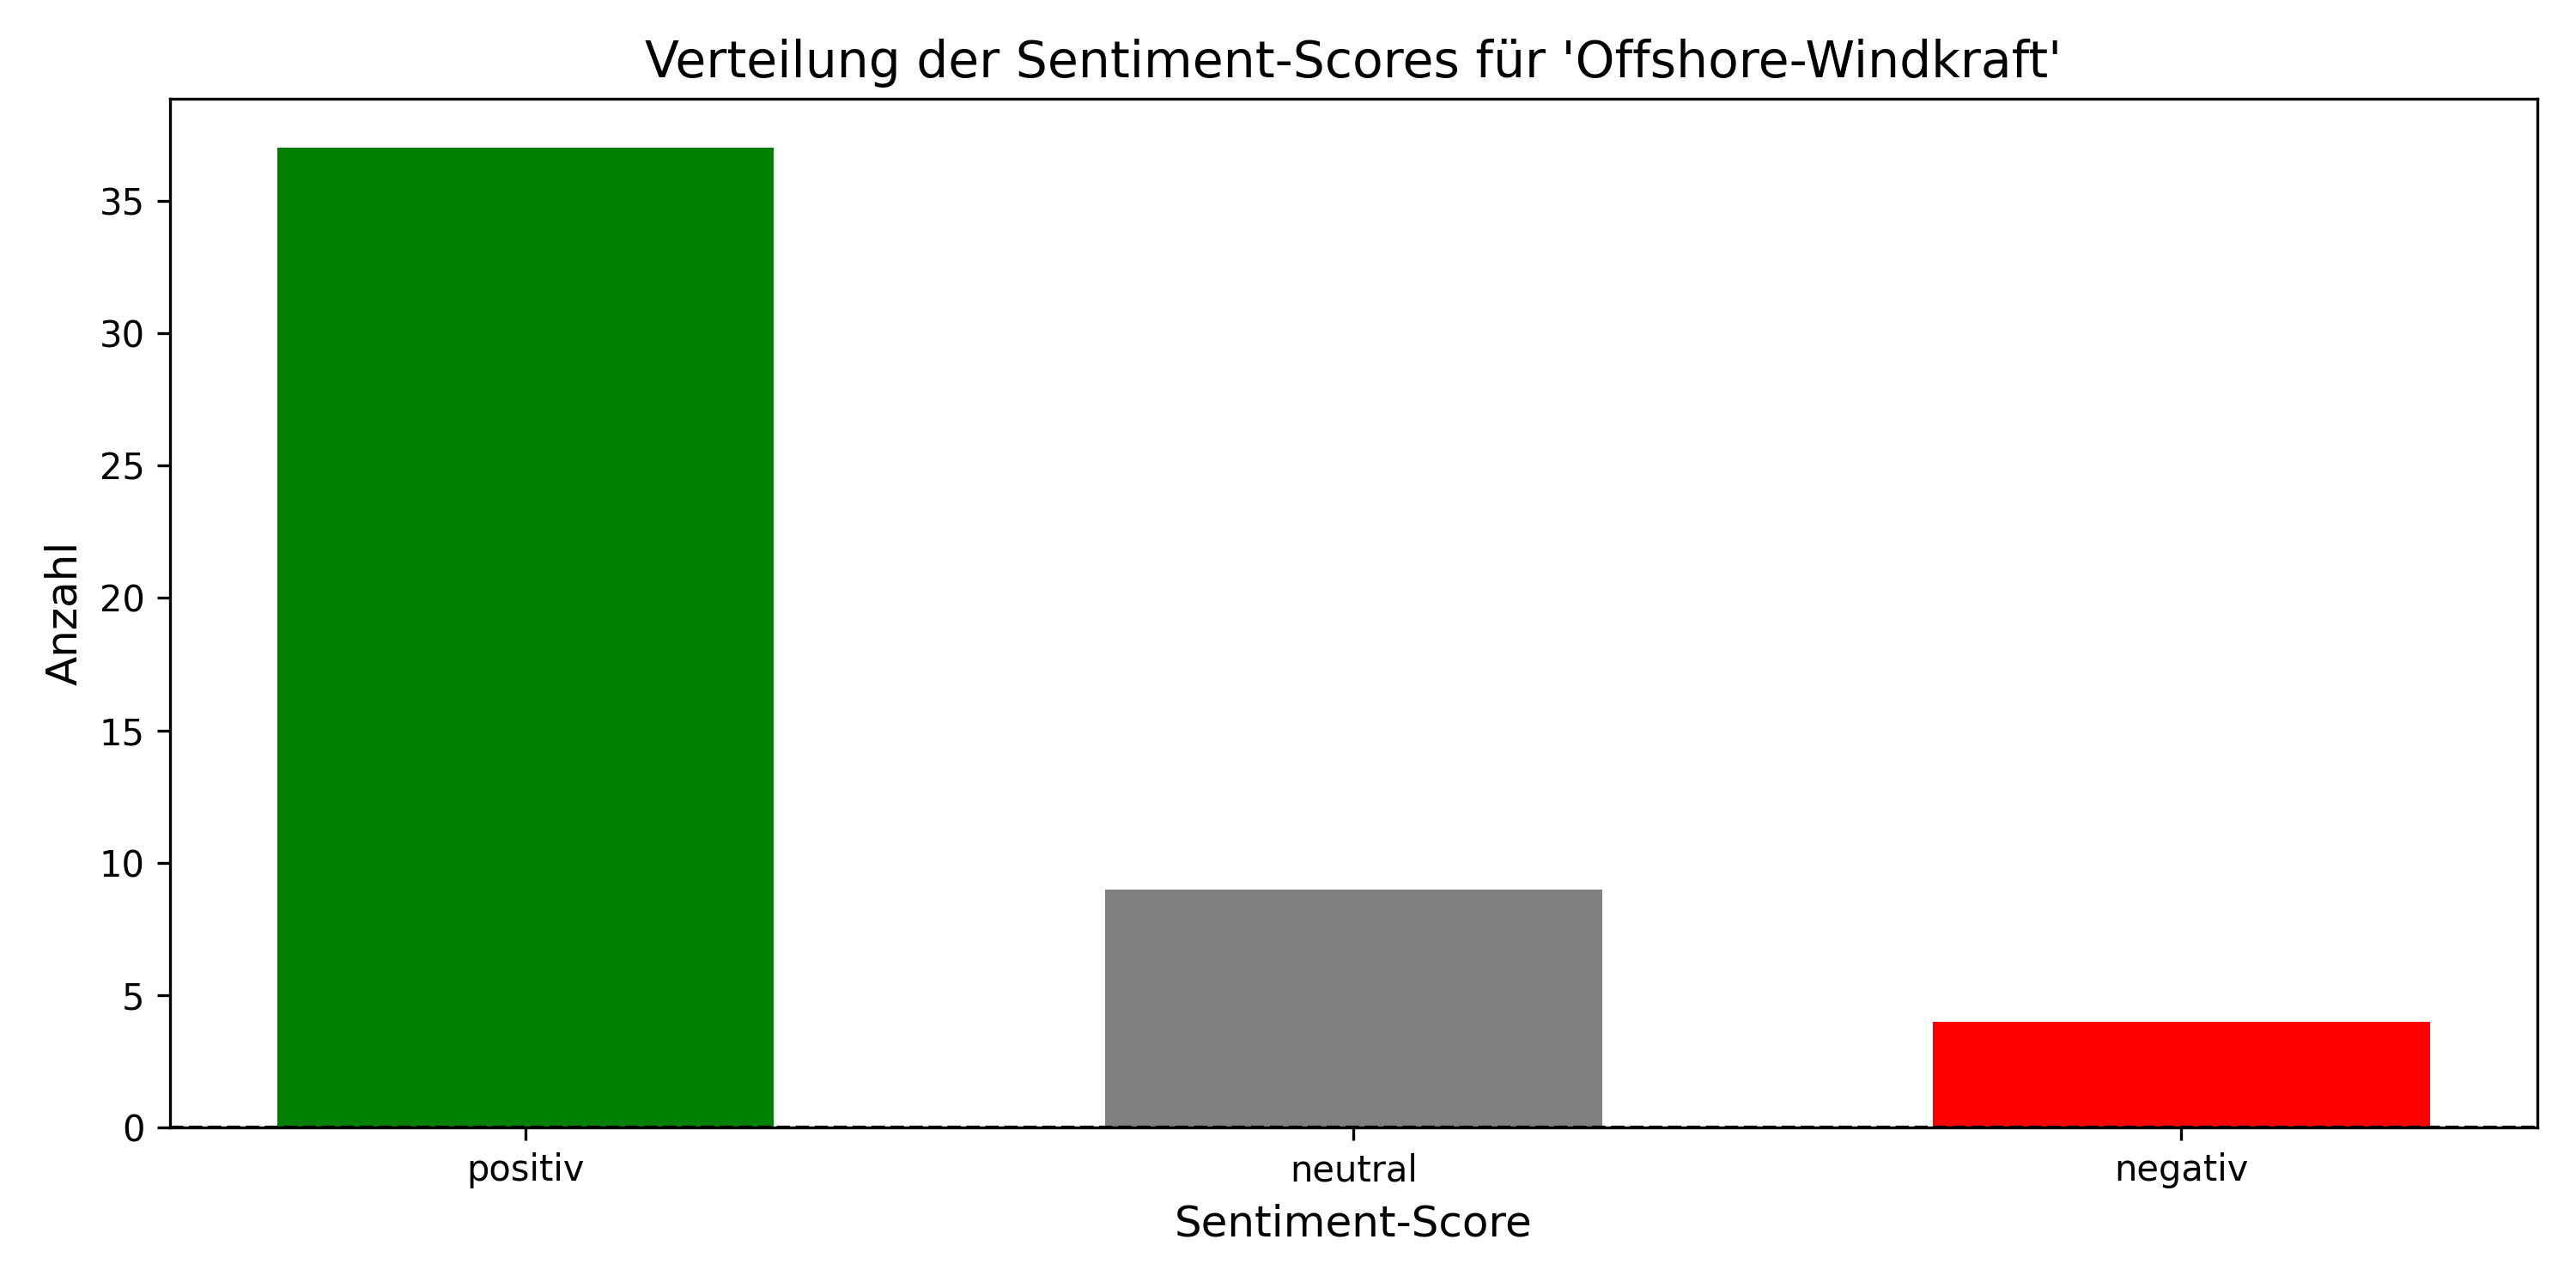 Verteilung der Sentiment-Scores für 'Offshore-Windkraft'
Anzahl
35
30
25
20
15
10
5
0
positiv
neutral
negativ
Sentiment-Score